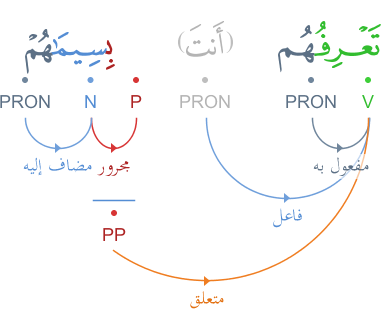 تَعْرِفُهُم (أَنتَ) بِسِيمَـٰهُمْ
V PRON PRON P N PRON
مفعول به مجرور مضاف إليه
فاعل
PP
متعلق